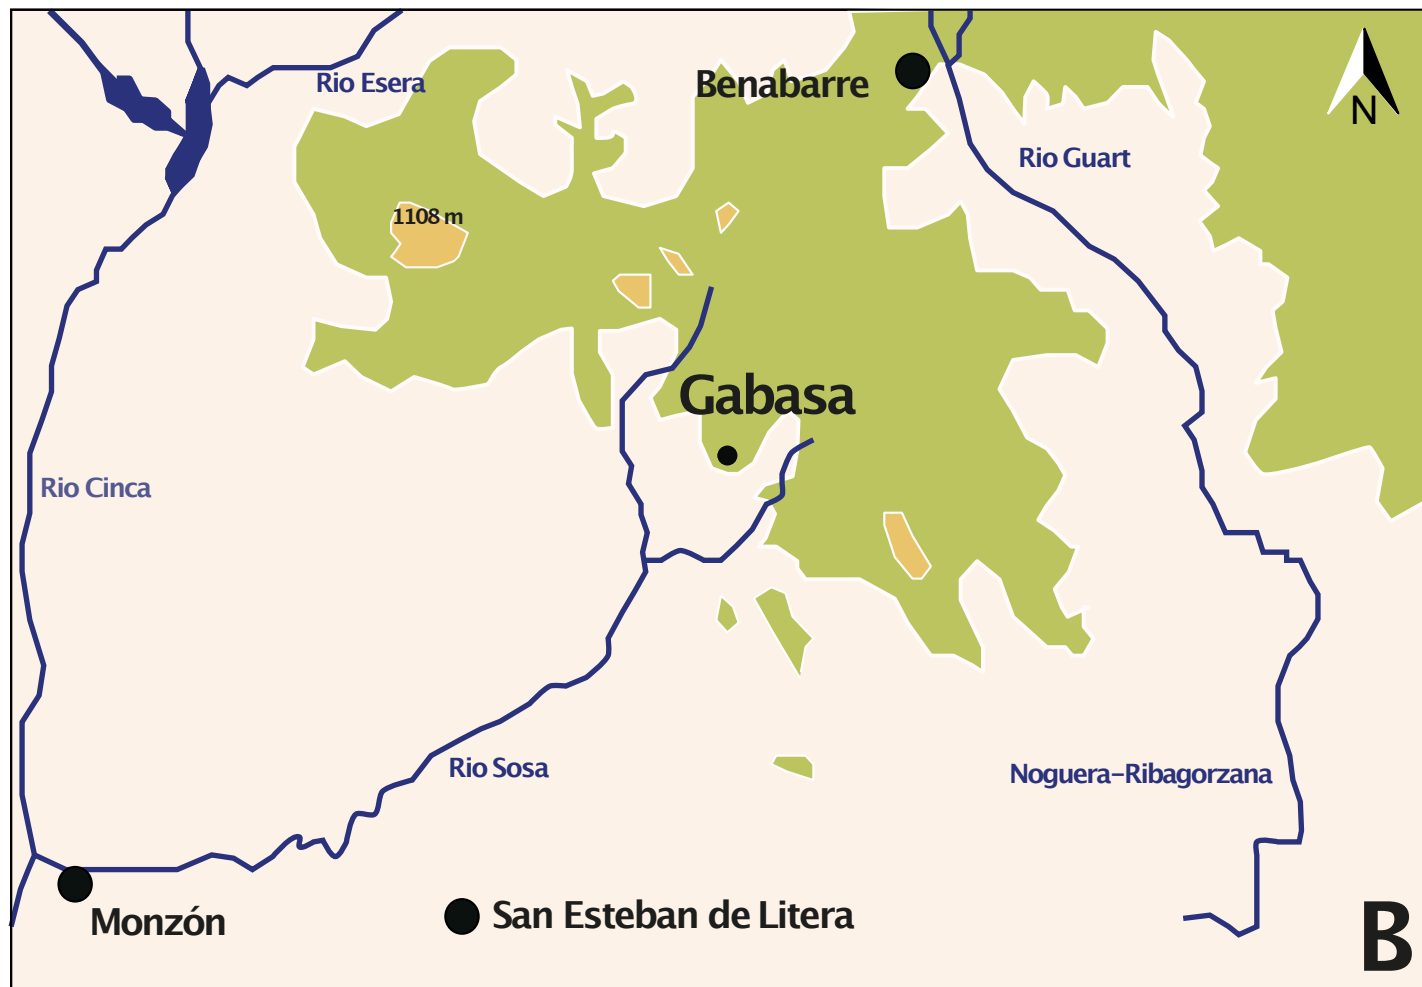 Rio Esera
Benabarre
N
Rio Guart
1108 m
Gabasa
Rio Cinca
Rio Sosa
Noguera–Ribagorzana
Monzón
San Esteban de Litera
B